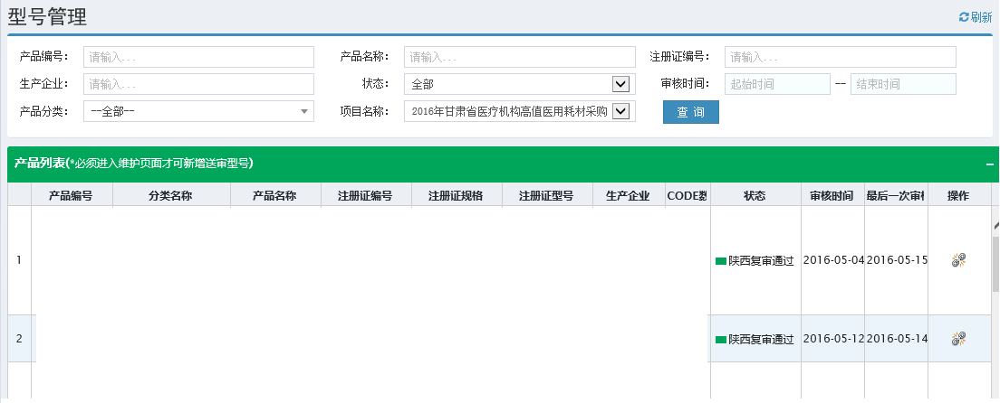 型号管理
刷新
产品编号： 请输入... 产品名称： 请输入... 注册证编号： 请输入...
生产企业： 请输入... 状态： 全部 审核时间： 起始时间 -- 结束时间
产品分类： --全部-- 项目名称： 2016年甘肃省医疗机构高值医用耗材采购 查 询
产品列表(*必须进入维护页面才可新增送审型号)
产品编号 分类名称 产品名称 注册证编号 注册证规格 注册证型号 生产企业 CODE数 状态 审核时间 最后一次审核 操作
1 陕西复审通过 2016-05-04 2016-05-15
2 陕西复审通过 2016-05-12 2016-05-14